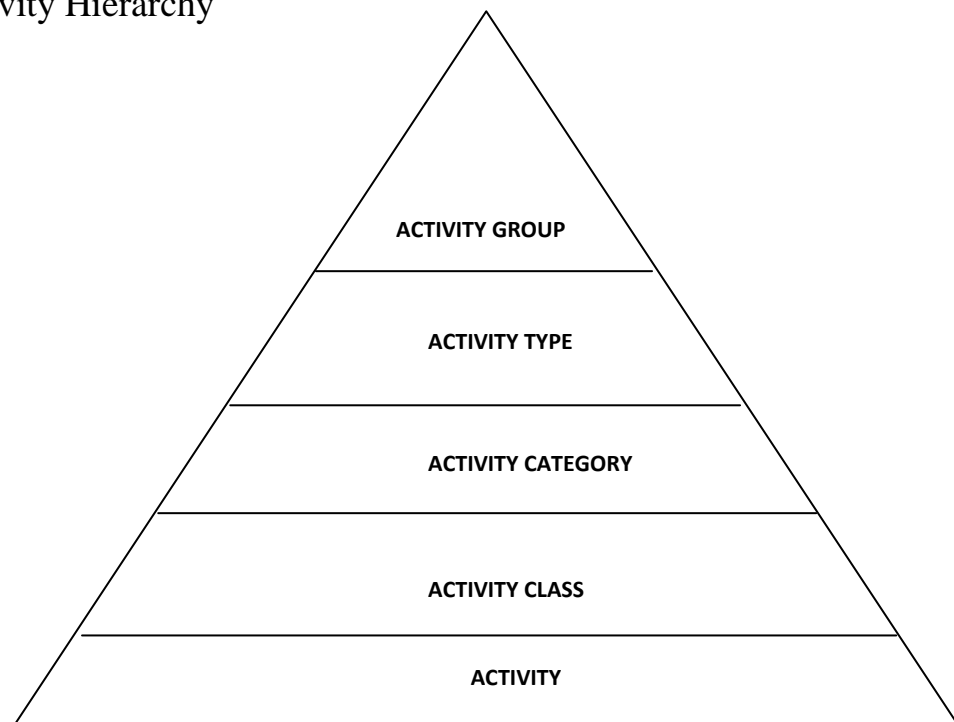 vity Hierarchy
ACTIVITY GROUP
ACTIVITY TYPE
ACTIVITY CATEGORY
ACTIVITY CLASS
ACTIVITY